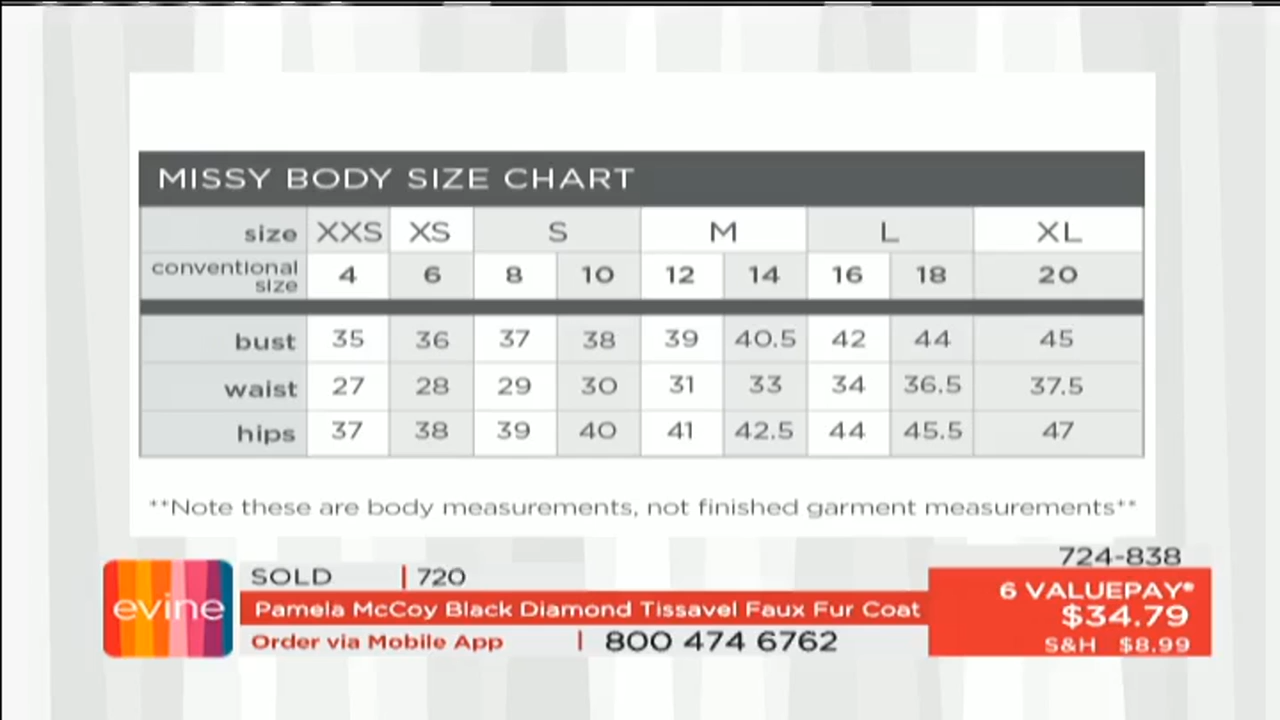 MISSY BODY SIZE CHART
size XXS XS S M L XL
conventional size 4 6 8 10 12 14 16 18 20
bust 35 36 37 38 39 40.5 42 44 45
waist 27 28 29 30 31 33 34 36.5 37.5
hips 37 38 39 40 41 42.5 44 45.5 47
**Note these are body measurements, not finished garment measurements**
724-838
evine
SOLD | 720
Pamela McCoy Black Diamond Tissavel Faux Fur Coat
Order via Mobile App | 800 474 6762
6 VALUEPAY*
$34.79
S&H $8.99